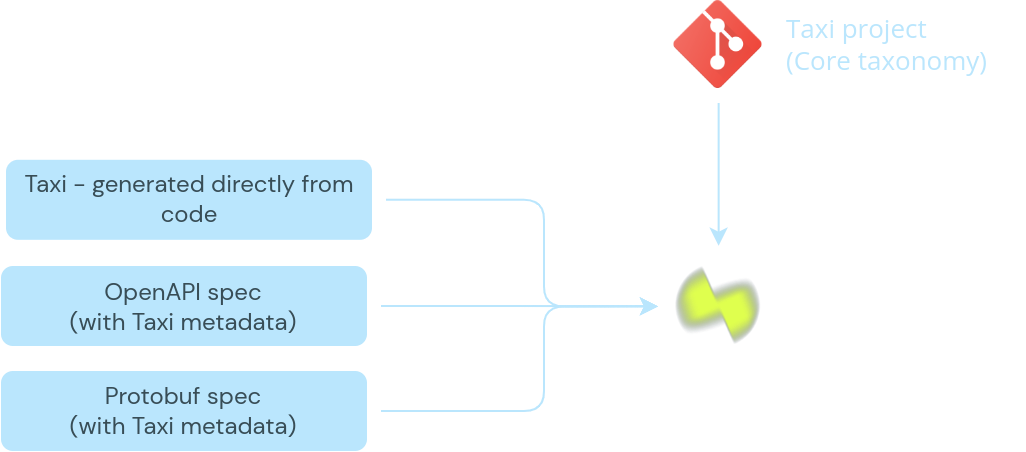 Taxi project
(Core taxonomy)
Taxi - generated directly from
code
OpenAPI spec
(with Taxi metadata)
Protobuf spec
(with Taxi metadata)